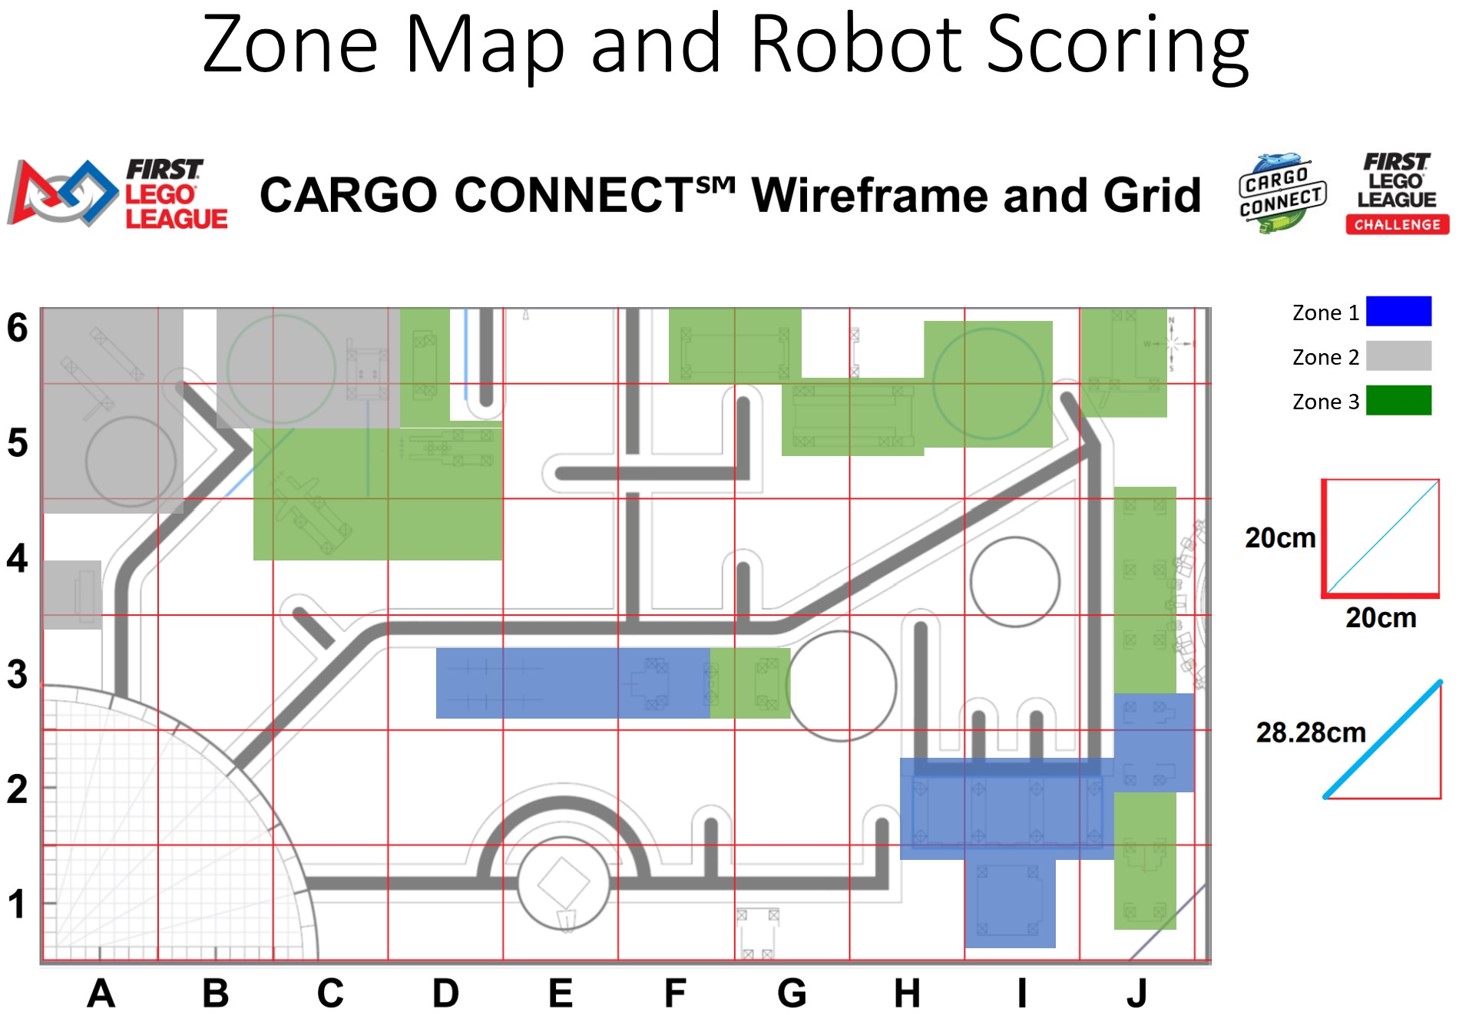 Zone Map and Robot Scoring
FIRST
LEGO
LEAGUE
CARGO CONNECT℠ Wireframe and Grid
CARGO
CONNECT
FIRST
LEGO
LEAGUE
CHALLENGE
Zone 1
Zone 2
Zone 3
6
5
4
3
2
1
N
S
20cm
20cm
28.28cm
A B C D E F G H I J